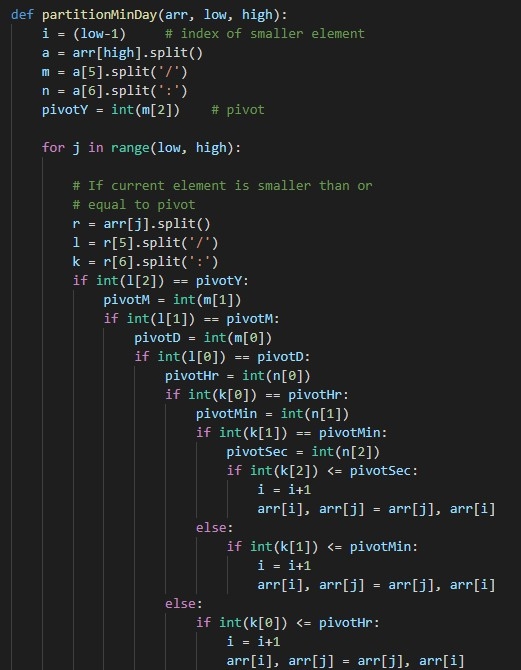 def partitionMinDay(arr, low, high):
    i = (low-1)     # index of smaller element
    a = arr[high].split()
    m = a[5].split('/')
    n = a[6].split(':')
    pivotY = int(m[2])    # pivot

    for j in range(low, high):

        # If current element is smaller than or
        # equal to pivot
        r = arr[j].split()
        l = r[5].split('/')
        k = r[6].split(':')
        if int(l[2]) == pivotY:
            pivotM = int(m[1])
            if int(l[1]) == pivotM:
                pivotD = int(m[0])
                if int(l[0]) == pivotD:
                    pivotHr = int(n[0])
                    if int(k[0]) == pivotHr:
                        pivotMin = int(n[1])
                        if int(k[1]) == pivotMin:
                            pivotSec = int(n[2])
                            if int(k[2]) <= pivotSec:
                                i = i+1
                                arr[i], arr[j] = arr[j], arr[i]
                        else:
                            if int(k[1]) <= pivotMin:
                                i = i+1
                                arr[i], arr[j] = arr[j], arr[i]
                    else:
                        if int(k[0]) <= pivotHr:
                            i = i+1
                            arr[i], arr[j] = arr[j], arr[i]